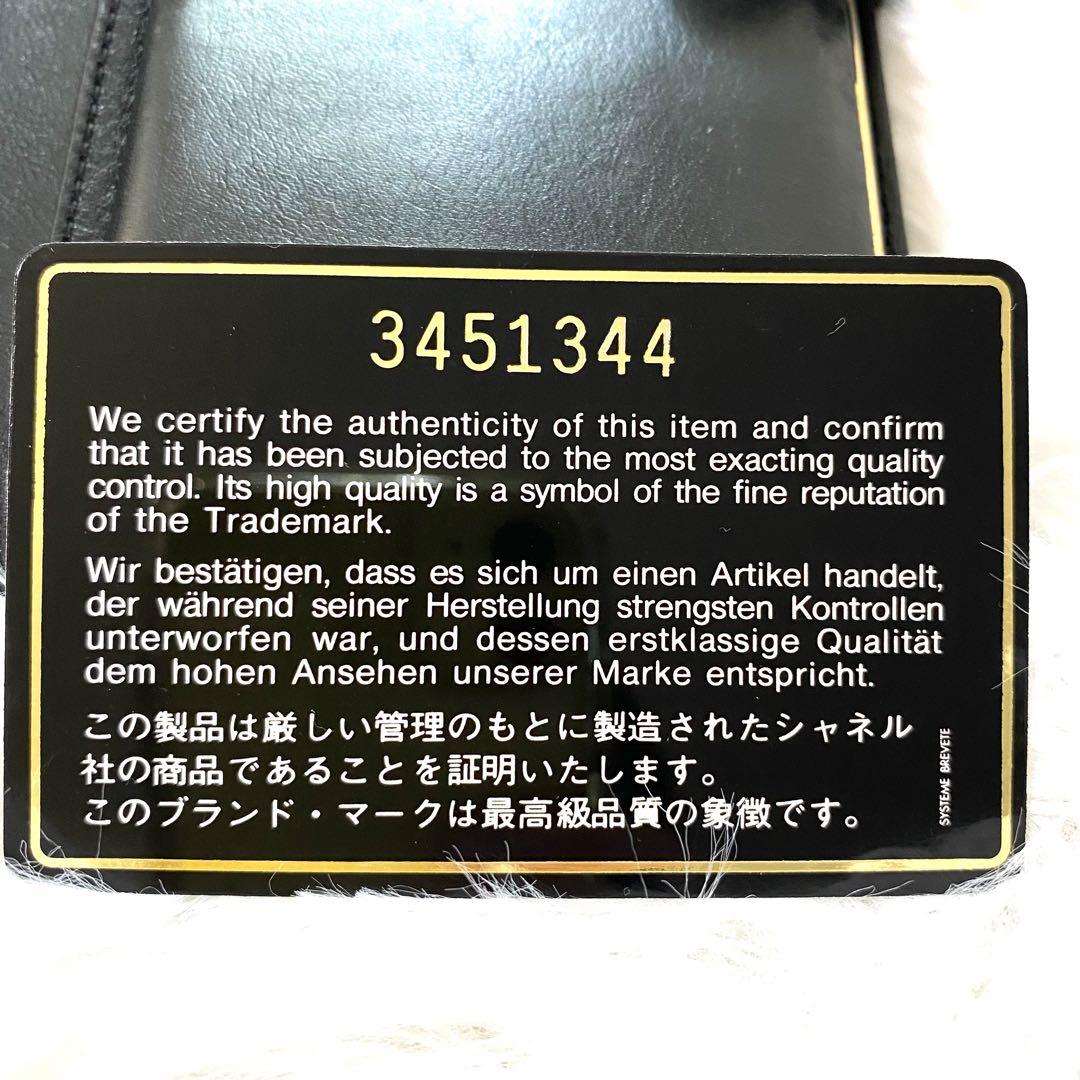 3451344
We certify the authenticity of this item and confirm
that it has been subjected to the most exacting quality
control. Its high quality is a symbol of the fine reputation
of the Trademark.
Wir bestätigen, dass es sich um einen Artikel handelt,
der während seiner Herstellung strengsten Kontrollen
unterworfen war, und dessen erstklassige Qualität
dem hohen Ansehen unserer Marke entspricht.
この製品は厳しい管理のもとに製造されたシャネル
社の商品であることを証明いたします。
このブランド・マークは最高級品質の象徴です。
SYSTEME BREVETE